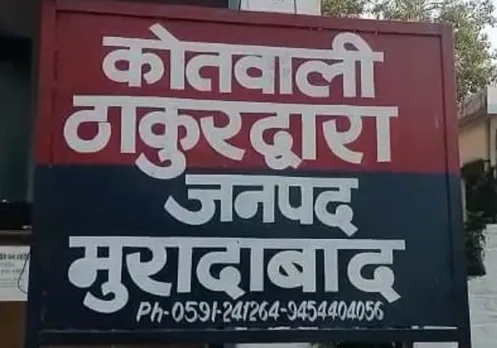 कोतवाली
ठाकुरद्वारा
जनपद
मुरादाबाद
Ph-0591-241264-9454404056